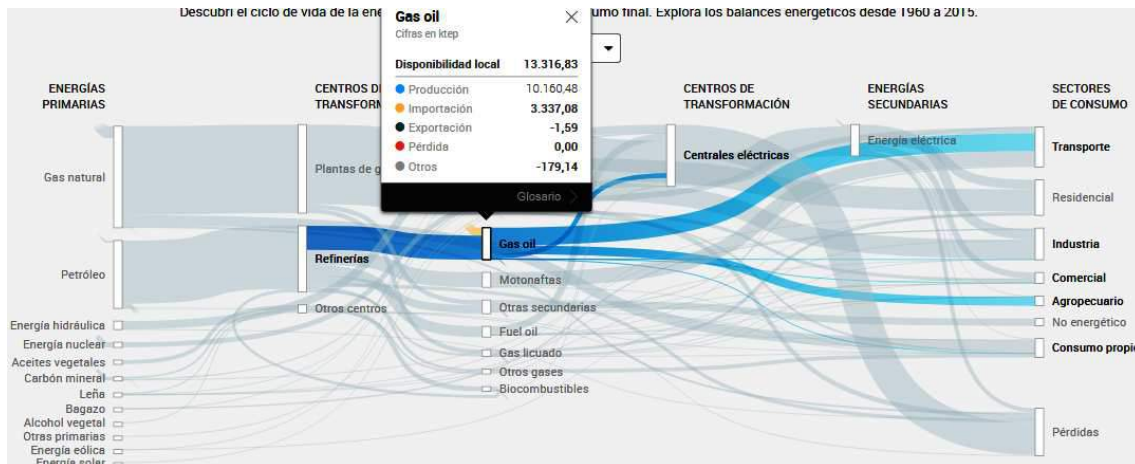 Descubrí el ciclo de vida de la ene
umo final. Explorá los balances energéticos desde 1960 a 2015.
Gas oil
Cifras en ktep
Disponibilidad local 13.316,83
Producción 10.160,48
Importación 3.337,08
Exportación -1,59
Pérdida 0,00
Otros -179,14
Glosario
ENERGÍAS
PRIMARIAS
Gas natural
Petróleo
Energía hidráulica
Energía nuclear
Aceites vegetales
Carbón mineral
Leña
Bagazo
Alcohol vegetal
Otras primarias
Energía eólica
Energía solar
CENTROS DE
TRANSFORM
Plantas de g
Refinerías
Otros centros
Gas oil
Motonaftas
Otras secundarias
Fuel oil
Gas licuado
Otros gases
Biocombustibles
CENTROS DE
TRANSFORMACIÓN
Centrales eléctricas
ENERGÍAS
SECUNDARIAS
Energía eléctrica
SECTORES
DE CONSUMO
Transporte
Residencial
Industria
Comercial
Agropecuario
No energético
Consumo propio
Pérdidas